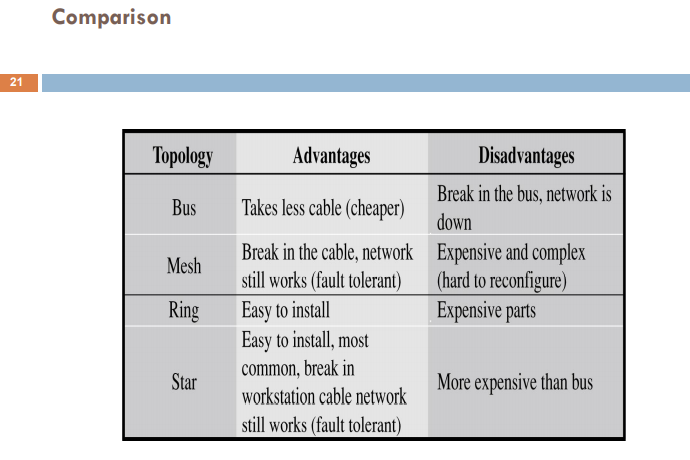 Comparison
21
Topology Advantages Disadvantages
Bus Takes less cable (cheaper) Break in the bus, network is
down
Mesh Break in the cable, network
still works (fault tolerant) Expensive and complex
(hard to reconfigure)
Ring Easy to install Expensive parts
Star Easy to install, most
common, break in
workstation cable network
still works (fault tolerant) More expensive than bus